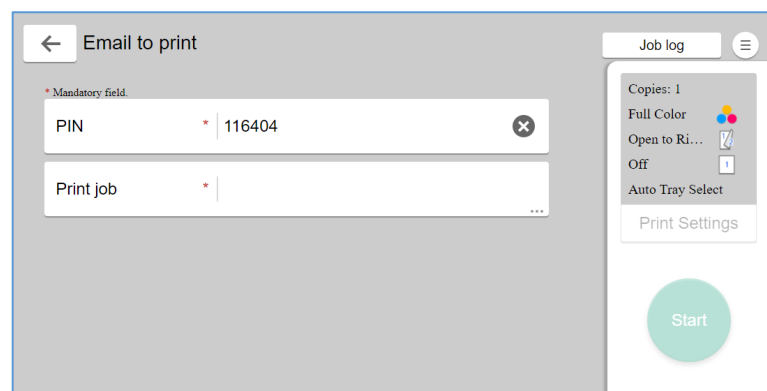 Email to print
Job log
* Mandatory field.
PIN * 116404
Print job *
...
Copies: 1
Full Color
Open to Ri...
Off 1
Auto Tray Select
Print Settings
Start